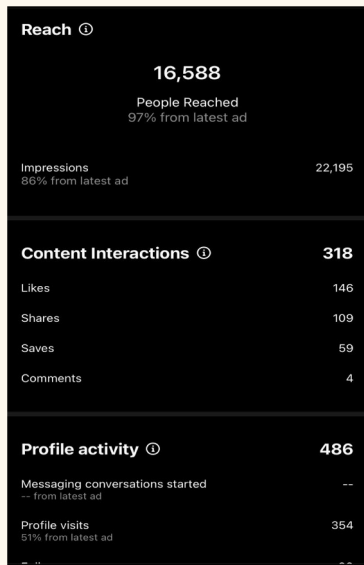 Reach
16,588
People Reached
97% from latest ad
Impressions 22,195
86% from latest ad
Content Interactions 318
Likes 146
Shares 109
Saves 59
Comments 4
Profile activity 486
Messaging conversations started --
-- from latest ad
Profile visits 354
51% from latest ad